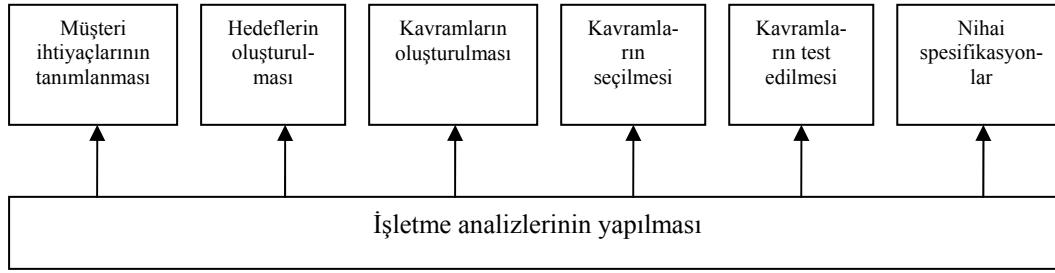 Müşteri
ihtiyaçlarının
tanımlanması
Hedeflerin
oluşturul-
ması
Kavramların
oluşturulması
Kavramla-
rın
seçilmesi
Kavramla-
rın test
edilmesi
Nihai
spesifikasyon-
lar
İşletme analizlerinin yapılması